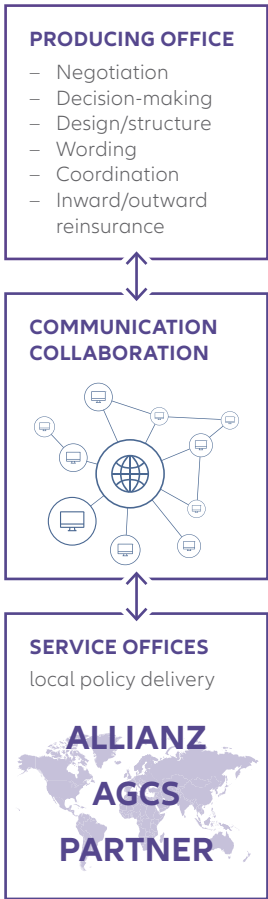 PRODUCING OFFICE
– Negotiation
– Decision-making
– Design/structure
– Wording
– Coordination
– Inward/outward
reinsurance
COMMUNICATION
COLLABORATION
SERVICE OFFICES
local policy delivery
ALLIANZ
AGCS
PARTNER